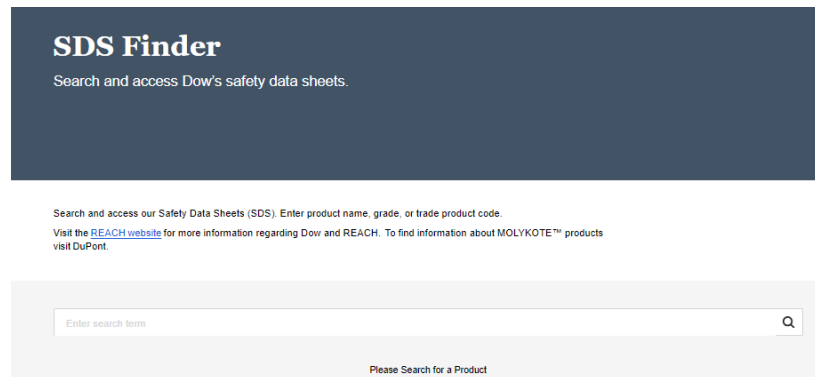 SDS Finder
Search and access Dow's safety data sheets.
Search and access our Safety Data Sheets (SDS). Enter product name, grade, or trade product code.
Visit the REACH website for more information regarding Dow and REACH. To find information about MOLYKOTE™ products
visit DuPont.
Enter search term
Please Search for a Product